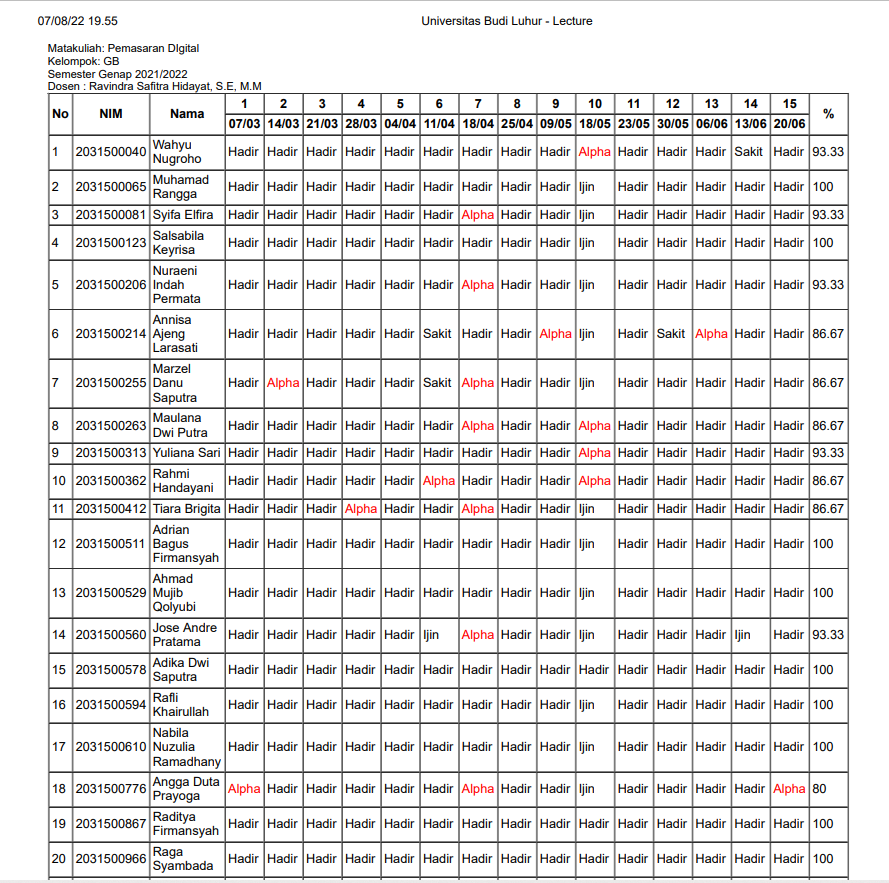 07/08/22 19.55 Universitas Budi Luhur - Lecture
Matakuliah: Pemasaran DIgital
Kelompok: GB
Semester Genap 2021/2022
Dosen : Ravindra Safitra Hidayat, S.E, M.M
No NIM Nama 1 2 3 4 5 6 7 8 9 10 11 12 13 14 15 %
07/03 14/03 21/03 28/03 04/04 11/04 18/04 25/04 09/05 18/05 23/05 30/05 06/06 13/06 20/06
1 2031500040 Wahyu Nugroho Hadir Hadir Hadir Hadir Hadir Hadir Hadir Hadir Hadir Alpha Hadir Hadir Hadir Sakit Hadir 93.33
2 2031500065 Muhamad Rangga Hadir Hadir Hadir Hadir Hadir Hadir Hadir Hadir Hadir Ijin Hadir Hadir Hadir Hadir Hadir 100
3 2031500081 Syifa Elfira Hadir Hadir Hadir Hadir Hadir Hadir Alpha Hadir Hadir Ijin Hadir Hadir Hadir Hadir Hadir 93.33
4 2031500123 Salsabila Keyrisa Hadir Hadir Hadir Hadir Hadir Hadir Hadir Hadir Hadir Ijin Hadir Hadir Hadir Hadir Hadir 100
5 2031500206 Nuraeni Indah Permata Hadir Hadir Hadir Hadir Hadir Hadir Alpha Hadir Hadir Ijin Hadir Hadir Hadir Hadir Hadir 93.33
6 2031500214 Annisa Ajeng Larasati Hadir Hadir Hadir Hadir Hadir Sakit Hadir Hadir Alpha Ijin Hadir Sakit Alpha Hadir Hadir 86.67
7 2031500255 Marzel Danu Saputra Hadir Alpha Hadir Hadir Hadir Sakit Alpha Hadir Hadir Ijin Hadir Hadir Hadir Hadir Hadir 86.67
8 2031500263 Maulana Dwi Putra Hadir Hadir Hadir Hadir Hadir Hadir Alpha Hadir Hadir Alpha Hadir Hadir Hadir Hadir Hadir 86.67
9 2031500313 Yuliana Sari Hadir Hadir Hadir Hadir Hadir Hadir Hadir Hadir Hadir Alpha Hadir Hadir Hadir Hadir Hadir 93.33
10 2031500362 Rahmi Handayani Hadir Hadir Hadir Hadir Hadir Alpha Hadir Hadir Hadir Alpha Hadir Hadir Hadir Hadir Hadir 86.67
11 2031500412 Tiara Brigita Hadir Hadir Hadir Alpha Hadir Hadir Alpha Hadir Hadir Ijin Hadir Hadir Hadir Hadir Hadir 86.67
12 2031500511 Adrian Bagus Firmansyah Hadir Hadir Hadir Hadir Hadir Hadir Hadir Hadir Hadir Ijin Hadir Hadir Hadir Hadir Hadir 100
13 2031500529 Ahmad Mujib Qolyubi Hadir Hadir Hadir Hadir Hadir Hadir Hadir Hadir Hadir Ijin Hadir Hadir Hadir Hadir Hadir 100
14 2031500560 Jose Andre Pratama Hadir Hadir Hadir Hadir Hadir Ijin Alpha Hadir Hadir Ijin Hadir Hadir Hadir Ijin Hadir 93.33
15 2031500578 Adika Dwi Saputra Hadir Hadir Hadir Hadir Hadir Hadir Hadir Hadir Hadir Hadir Hadir Hadir Hadir Hadir Hadir 100
16 2031500594 Rafli Khairullah Hadir Hadir Hadir Hadir Hadir Hadir Hadir Hadir Hadir Ijin Hadir Hadir Hadir Hadir Hadir 100
17 2031500610 Nabila Nuzulia Ramadhany Hadir Hadir Hadir Hadir Hadir Hadir Hadir Hadir Hadir Ijin Hadir Hadir Hadir Hadir Hadir 100
18 2031500776 Angga Duta Prayoga Alpha Hadir Hadir Hadir Hadir Hadir Alpha Hadir Hadir Ijin Hadir Hadir Hadir Hadir Alpha 80
19 2031500867 Raditya Firmansyah Hadir Hadir Hadir Hadir Hadir Hadir Hadir Hadir Hadir Hadir Hadir Hadir Hadir Hadir Hadir 100
20 2031500966 Raga Syambada Hadir Hadir Hadir Hadir Hadir Hadir Hadir Hadir Hadir Hadir Hadir Hadir Hadir Hadir Hadir 100